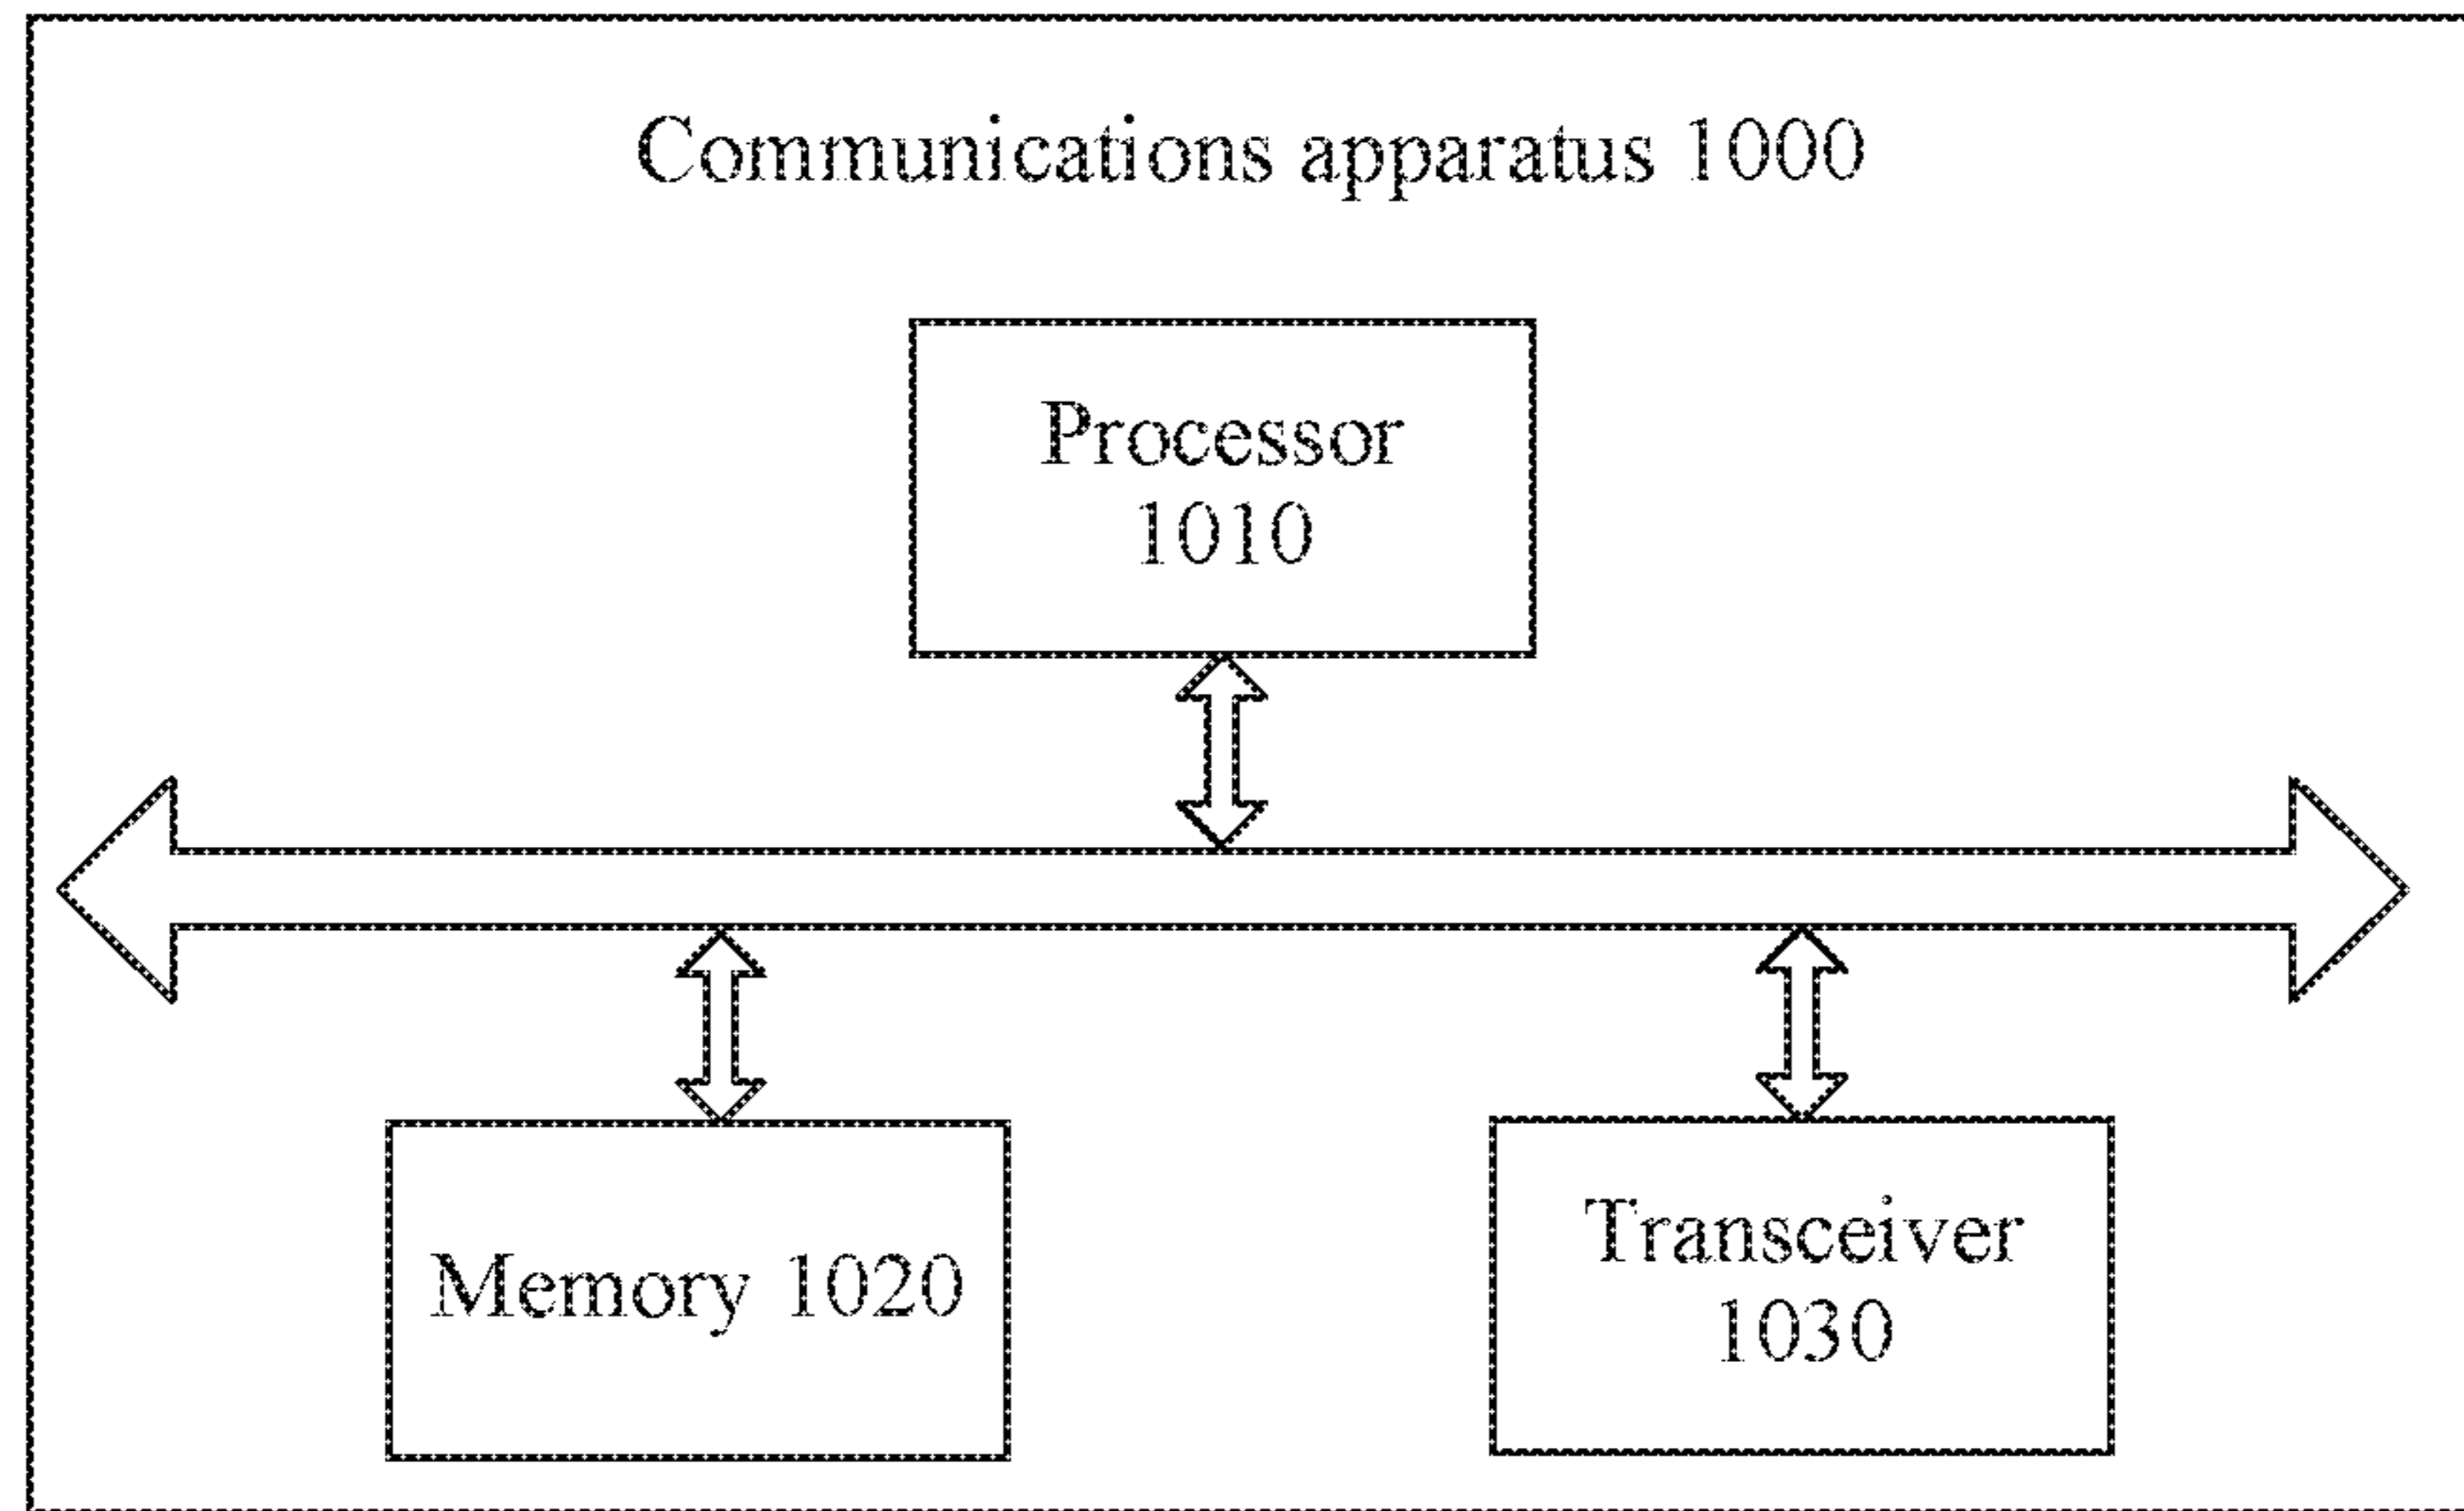 Communications apparatus 1000
Processor
1010
Memory 1020
Transceiver
1030